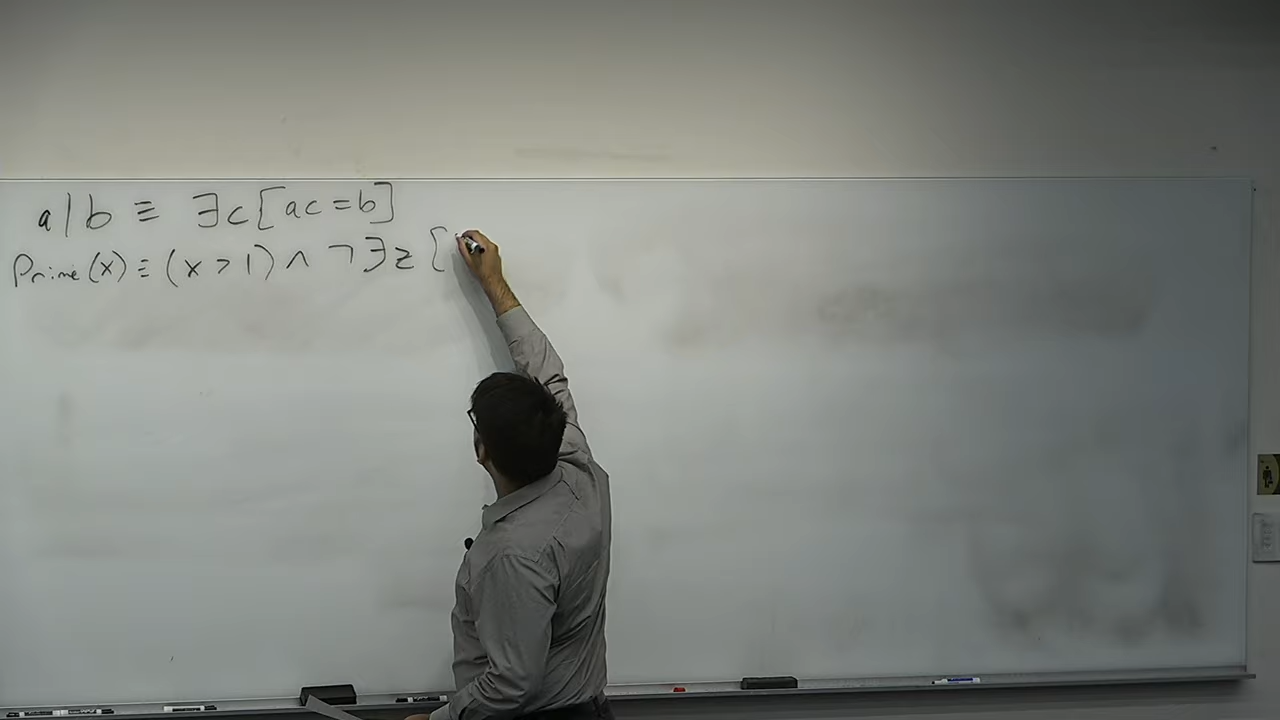 a|b ≡ ∃c[ac=b]
Prime(x) ≡ (x>1) ∧ ¬∃z[